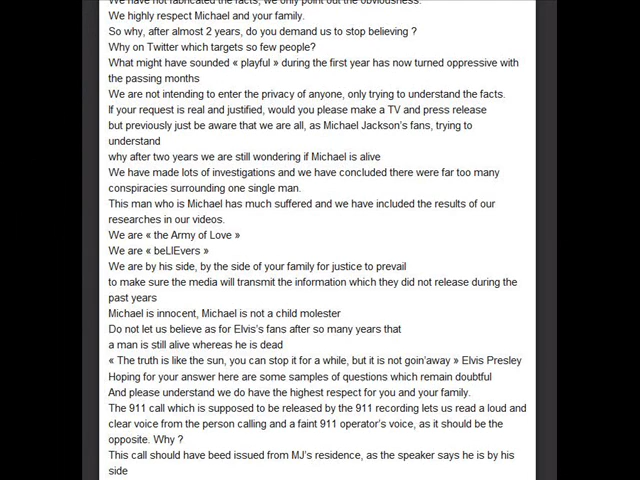 We have not fabricated the facts, we only point out the obviousness.
We highly respect Michael and your family.
So why, after almost 2 years, do you demand us to stop believing ?
Why on Twitter which targets so few people?
What might have sounded « playful » during the first year has now turned oppressive with
the passing months
We are not intending to enter the privacy of anyone, only trying to understand the facts.
If your request is real and justified, would you please make a TV and press release
but previously just be aware that we are all, as Michael Jackson's fans, trying to
understand
why after two years we are still wondering if Michael is alive
We have made lots of investigations and we have concluded there were far too many
conspiracies surrounding one single man.
This man who is Michael has much suffered and we have included the results of our
researches in our videos.
We are « the Army of Love »
We are « beLIEvers »
We are by his side, by the side of your family for justice to prevail
to make sure the media will transmit the information which they did not release during the
past years
Michael is innocent, Michael is not a child molester
Do not let us believe as for Elvis's fans after so many years that
a man is still alive whereas he is dead
« The truth is like the sun, you can stop it for a while, but it is not goin'away » Elvis Presley
Hoping for your answer here are some samples of questions which remain doubtful
And please understand we do have the highest respect for you and your family.
The 911 call which is supposed to be released by the 911 recording lets us read a loud and
clear voice from the person calling and a faint 911 operator's voice, as it should be the
opposite. Why ?
This call should have beed issued from MJ's residence, as the speaker says he is by his
side